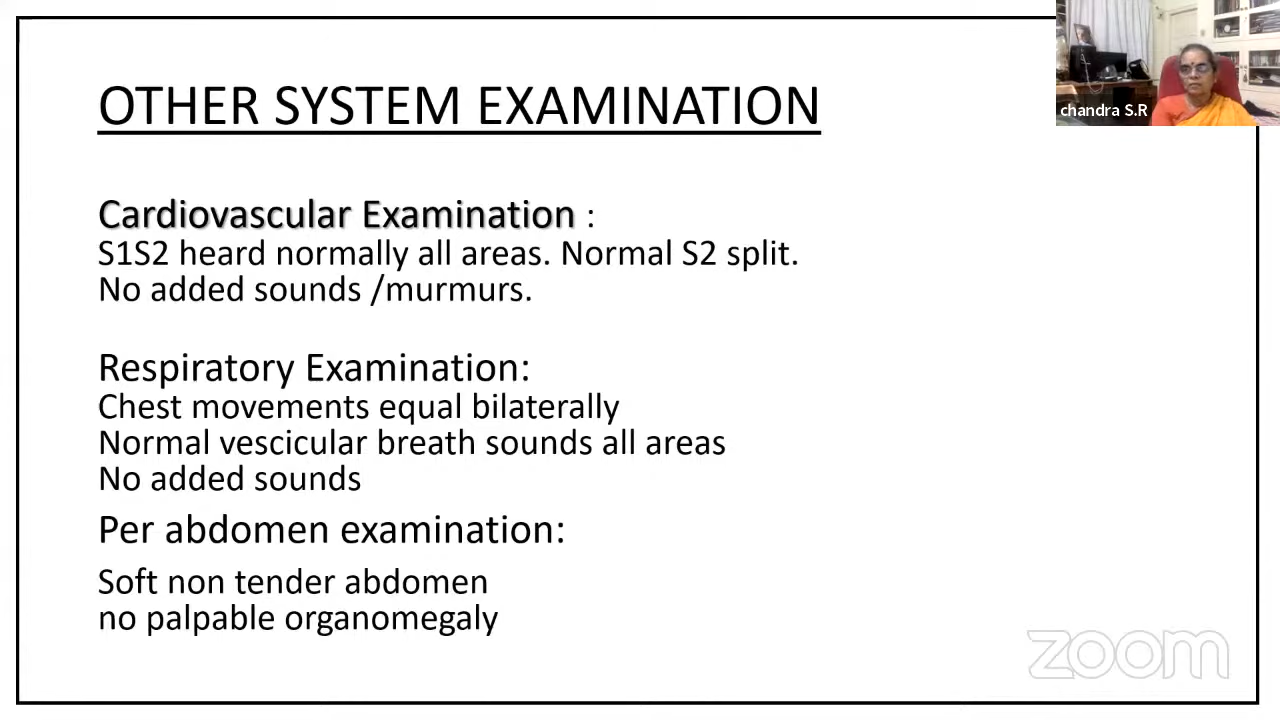 chandra S.R
OTHER SYSTEM EXAMINATION
Cardiovascular Examination :
S1S2 heard normally all areas. Normal S2 split.
No added sounds /murmurs.
Respiratory Examination:
Chest movements equal bilaterally
Normal vescicular breath sounds all areas
No added sounds
Per abdomen examination:
Soft non tender abdomen
no palpable organomegaly
zoom